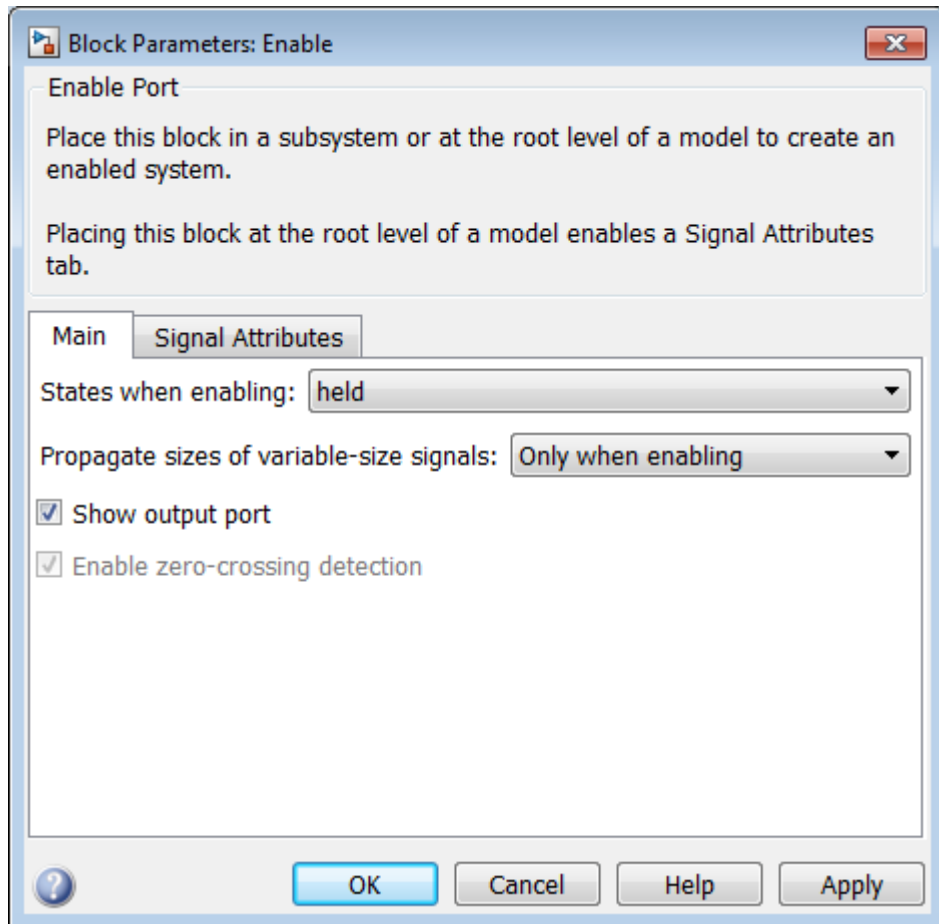 Block Parameters: Enable
Enable Port
Place this block in a subsystem or at the root level of a model to create an
enabled system.
Placing this block at the root level of a model enables a Signal Attributes
tab.
Main Signal Attributes
States when enabling: held
Propagate sizes of variable-size signals: Only when enabling
Show output port
Enable zero-crossing detection
? OK Cancel Help Apply